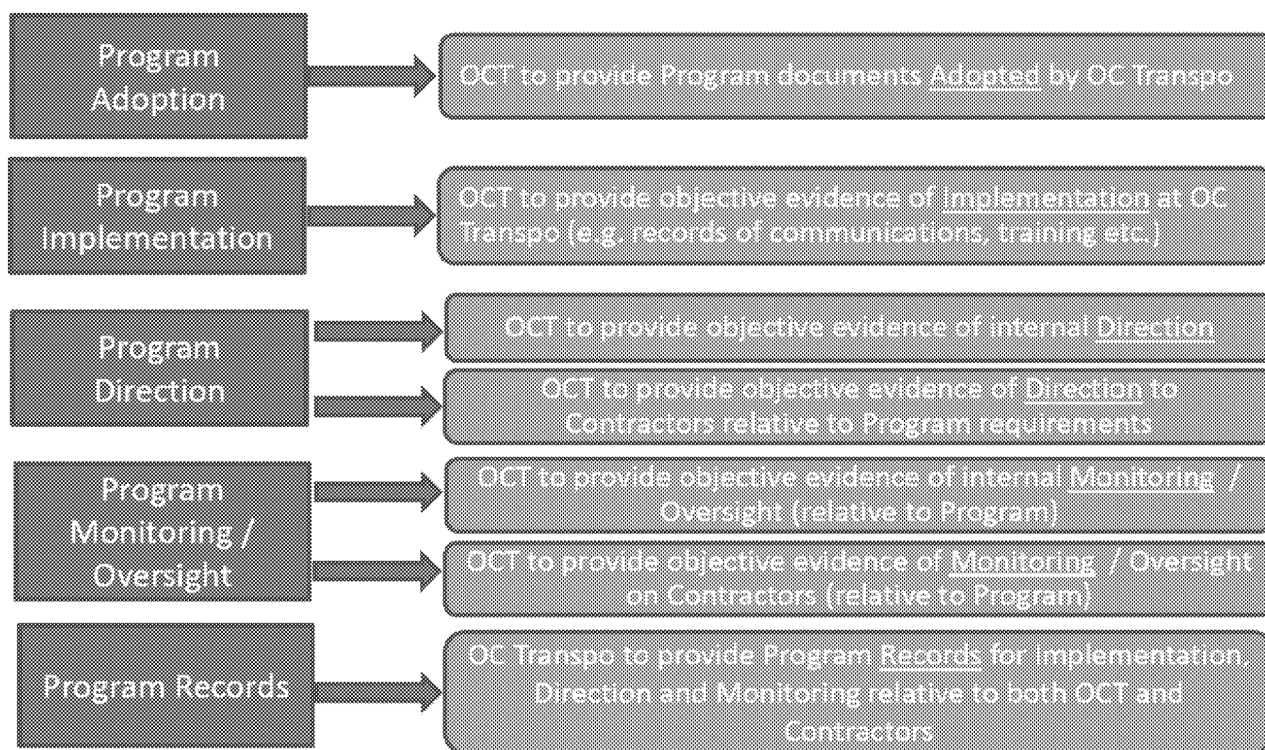 Program
Adoption
OCT to provide Program documents Adopted by OC Transpo
Program
Implementation
OCT to provide objective evidence of Implementation at OC
Transpo (e.g. records of communications, training etc.)
Program
Direction
OCT to provide objective evidence of internal Direction
OCT to provide objective evidence of Direction to
Contractors relative to Program requirements
Program
Monitoring /
Oversight
OCT to provide objective evidence of Internal Monitoring /
Oversight (relative to Program)
OCT to provide objective evidence of Monitoring / Oversight
on Contractors (relative to Program)
Program Records
OC Transpo to provide Program Records for Implementation,
Direction and Monitoring relative to both OCT and
Contractors